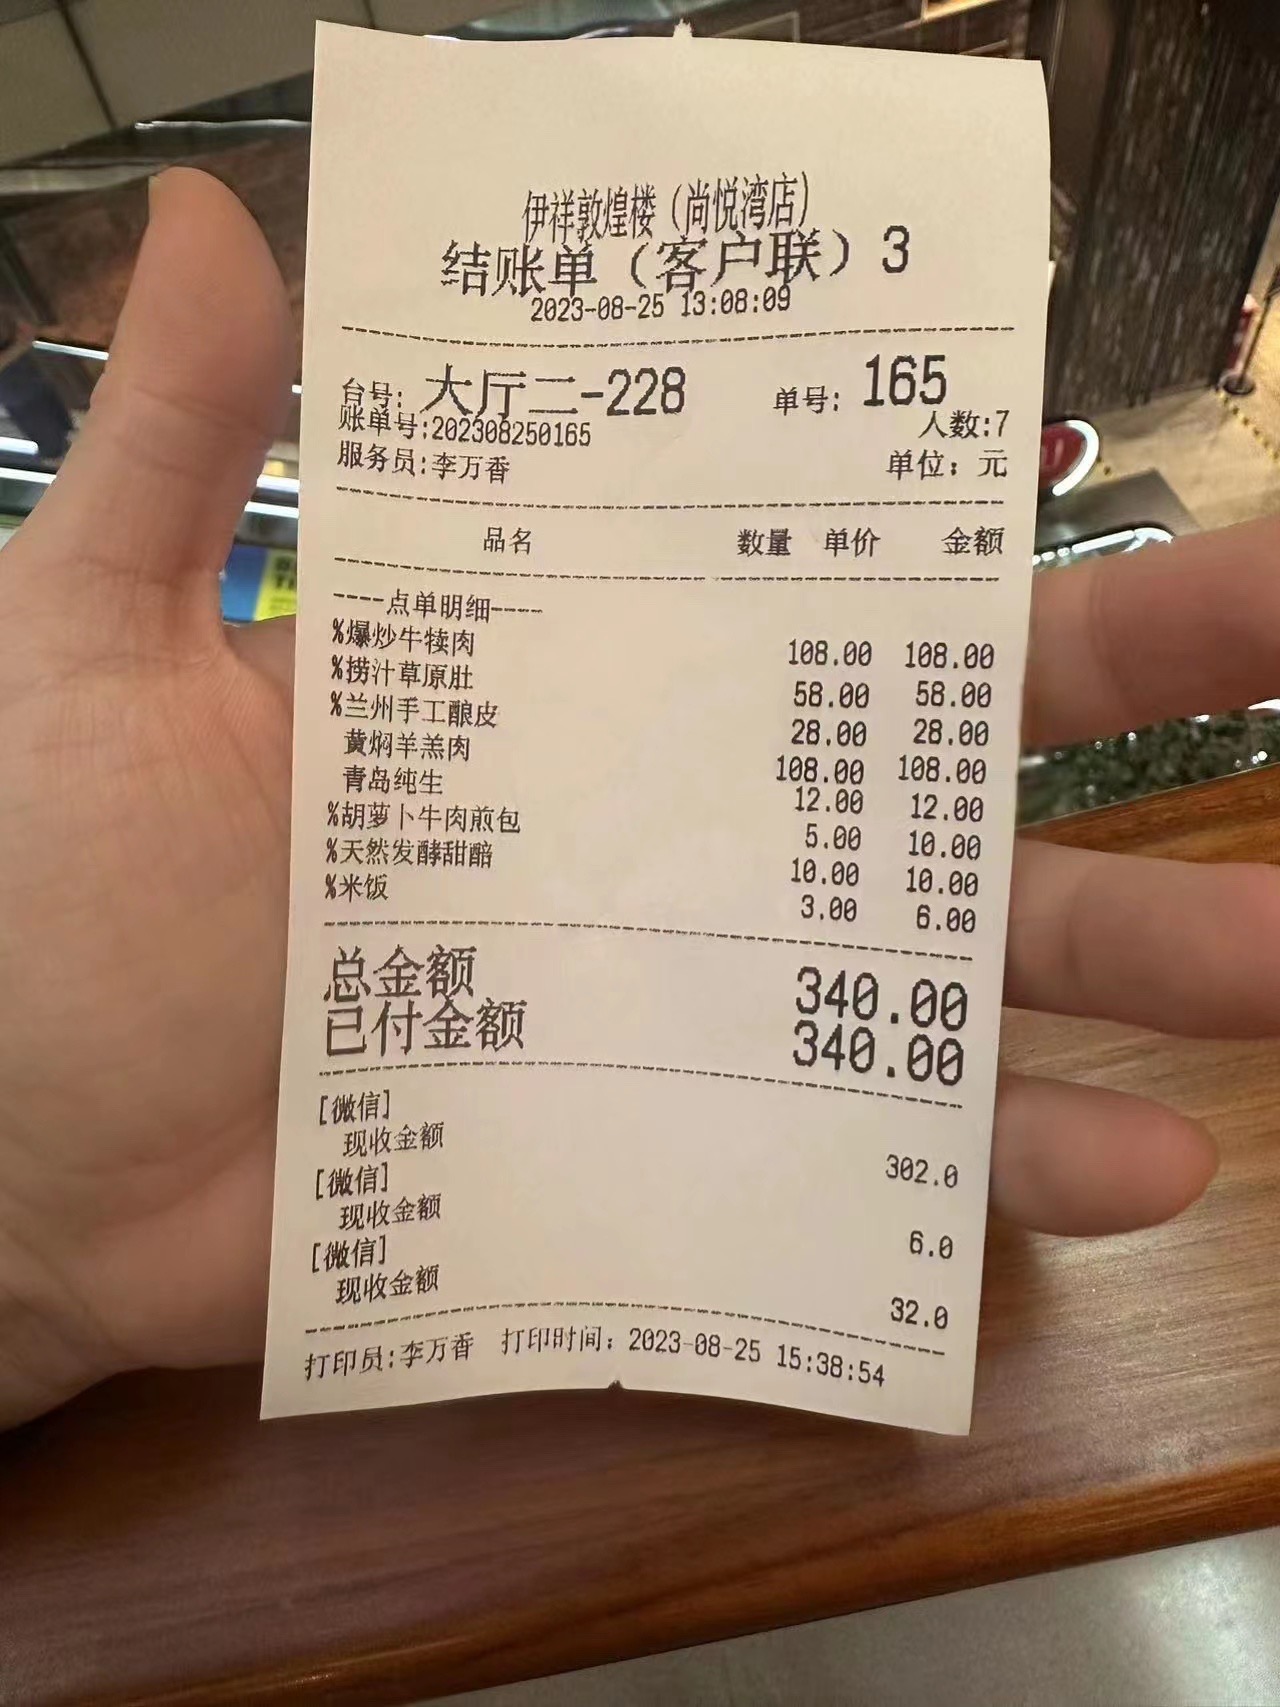 伊祥敦煌楼（尚悦湾店）
结账单（客户联）3
2023-08-25 13:08:09
台号: 大厅二-228 单号: 165
账单号:202308250165 人数:7
服务员:李万香 单位：元
品名 数量 单价 金额
----点单明细----
%爆炒牛犊肉 108.00 108.00
%捞汁草原肚 58.00 58.00
%兰州手工酿皮 28.00 28.00
黄焖羊羔肉 108.00 108.00
青岛纯生 12.00 12.00
%胡萝卜牛肉煎包 5.00 10.00
%天然发酵甜醅 10.00 10.00
%米饭 3.00 6.00
总金额 340.00
已付金额 340.00
[微信]
现收金额 302.0
[微信]
现收金额 6.0
[微信]
现收金额 32.0
打印员:李万香 打印时间：2023-08-25 15:38:54